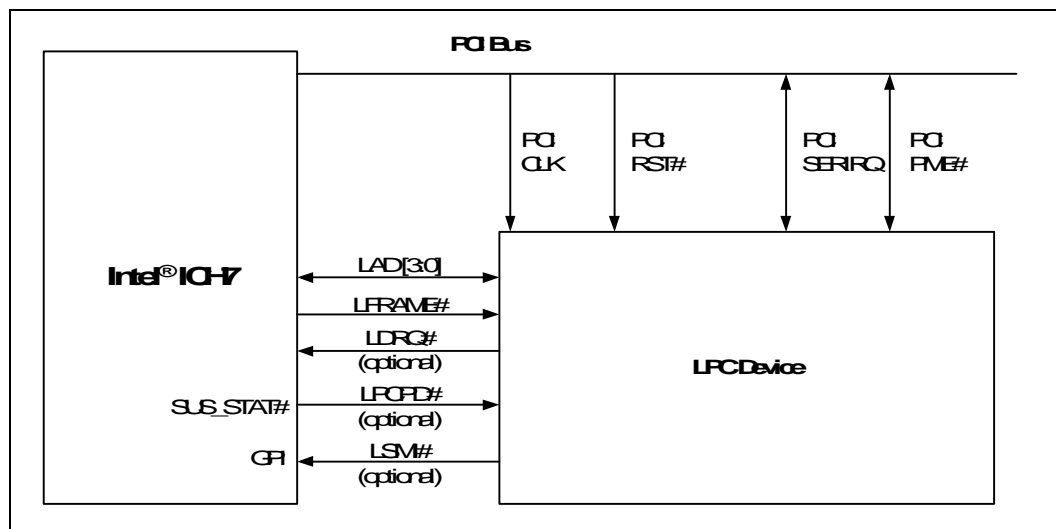 PCI Bus
PCI
CLK
PCI
RST#
PCI
SERIRQ
PCI
PME#
Intel® ICH7
LAD[3:0]
LFRAME#
LDRQ#
(optional)
LPC Device
SUS_STAT#
LPCPD#
(optional)
GPI
LSMI#
(optional)